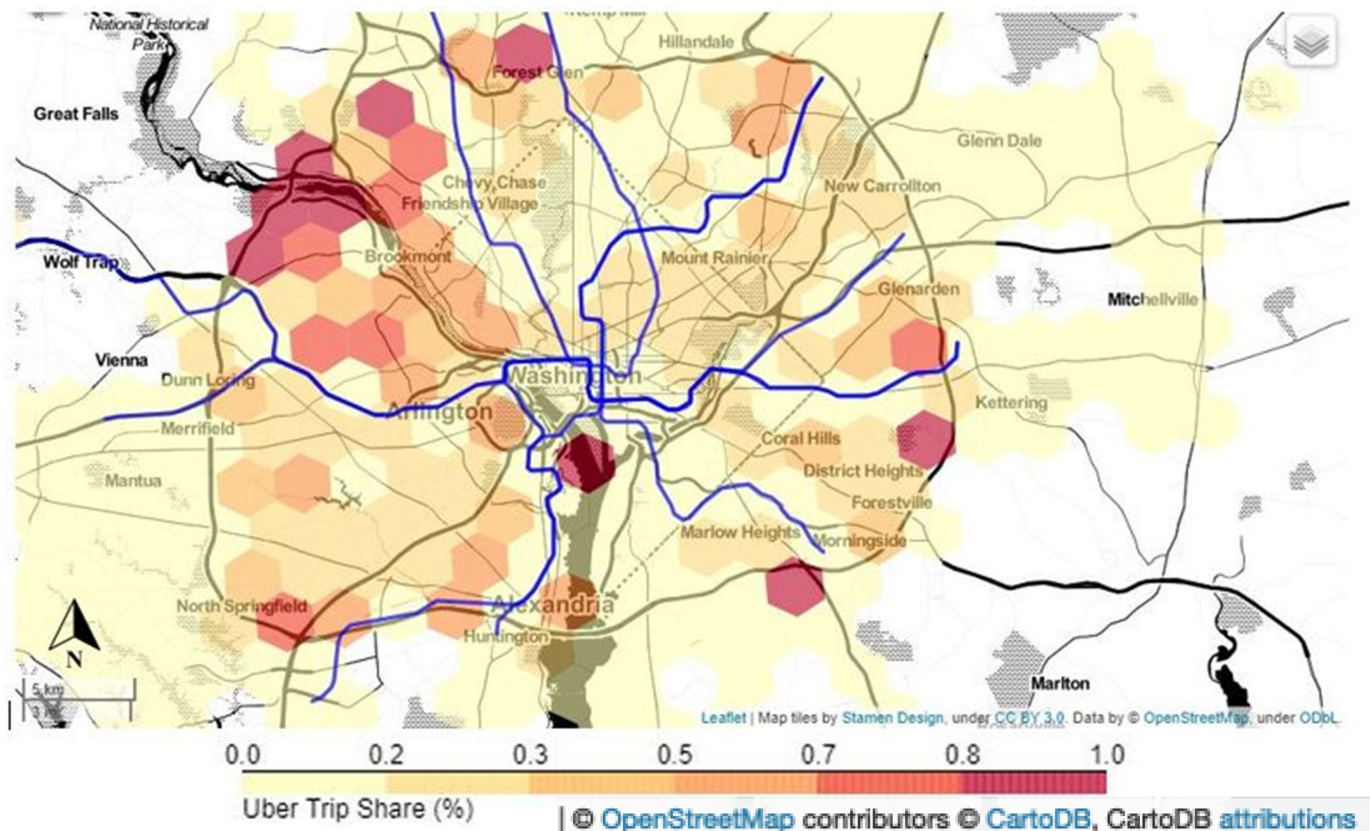 National Historical
Park
Hillandale
Forest Glen
Great Falls
Glenn Dale
Chevy Chase
Friendship Village
New Carrollton
Brookmont
Mount Rainier
Wolf Trap
Glenarden
Mitchellville
Vienna
Washington
Dunn Loring
Arlington
Kettering
Merrifield
Coral Hills
District Heights
Mantua
Forestville
Marlow Heights
Morningside
North Springfield
Alexandria
Huntington
N
5 km
3 mi
Marlton
Leaflet | Map tiles by Stamen Design, under CC BY 3.0. Data by © OpenStreetMap, under ODbL.
0.0 0.2 0.3 0.5 0.7 0.8 1.0
Uber Trip Share (%)
| © OpenStreetMap contributors © CartoDB, CartoDB attributions